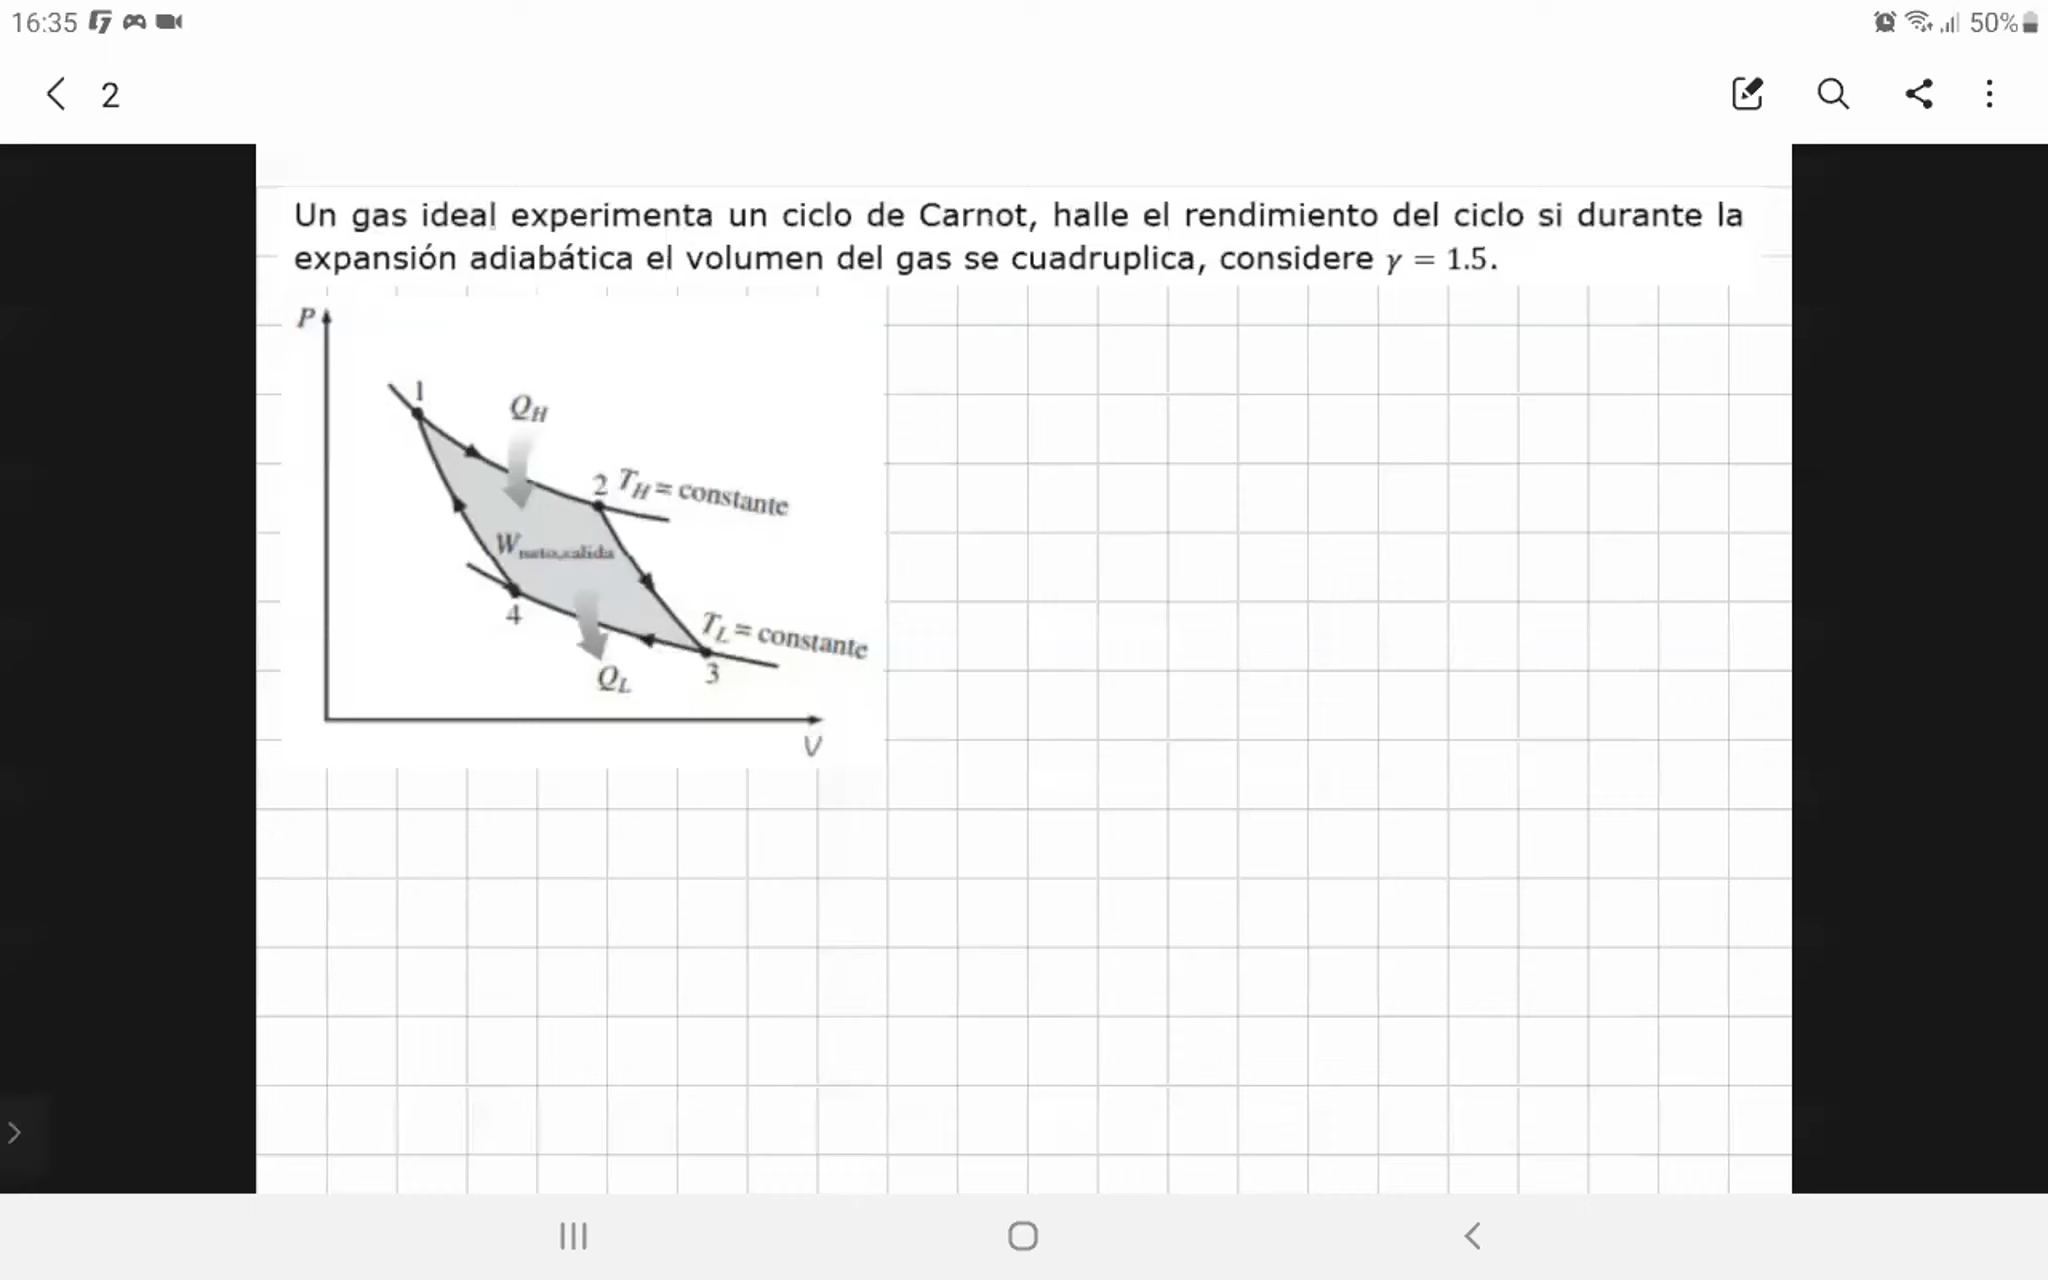 16:35
50%
2
Un gas ideal experimenta un ciclo de Carnot, halle el rendimiento del ciclo si durante la
expansión adiabática el volumen del gas se cuadruplica, considere γ = 1.5.
P
1
Q_H
2 T_H = constante
W_neto,salida
4
T_L = constante
Q_L
3
V